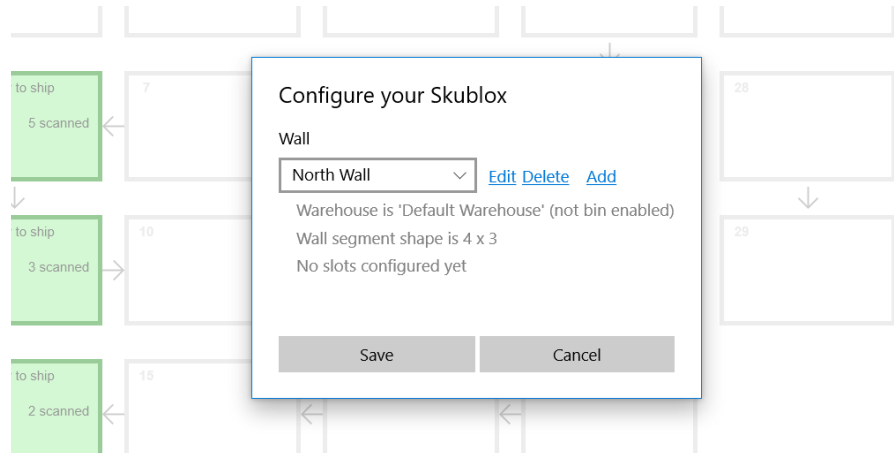 to ship
7
28
5 scanned
Configure your Skublox
Wall
North Wall
Edit Delete Add
Warehouse is 'Default Warehouse' (not bin enabled)
Wall segment shape is 4 x 3
No slots configured yet
to ship
10
29
3 scanned
Save Cancel
to ship
15
2 scanned